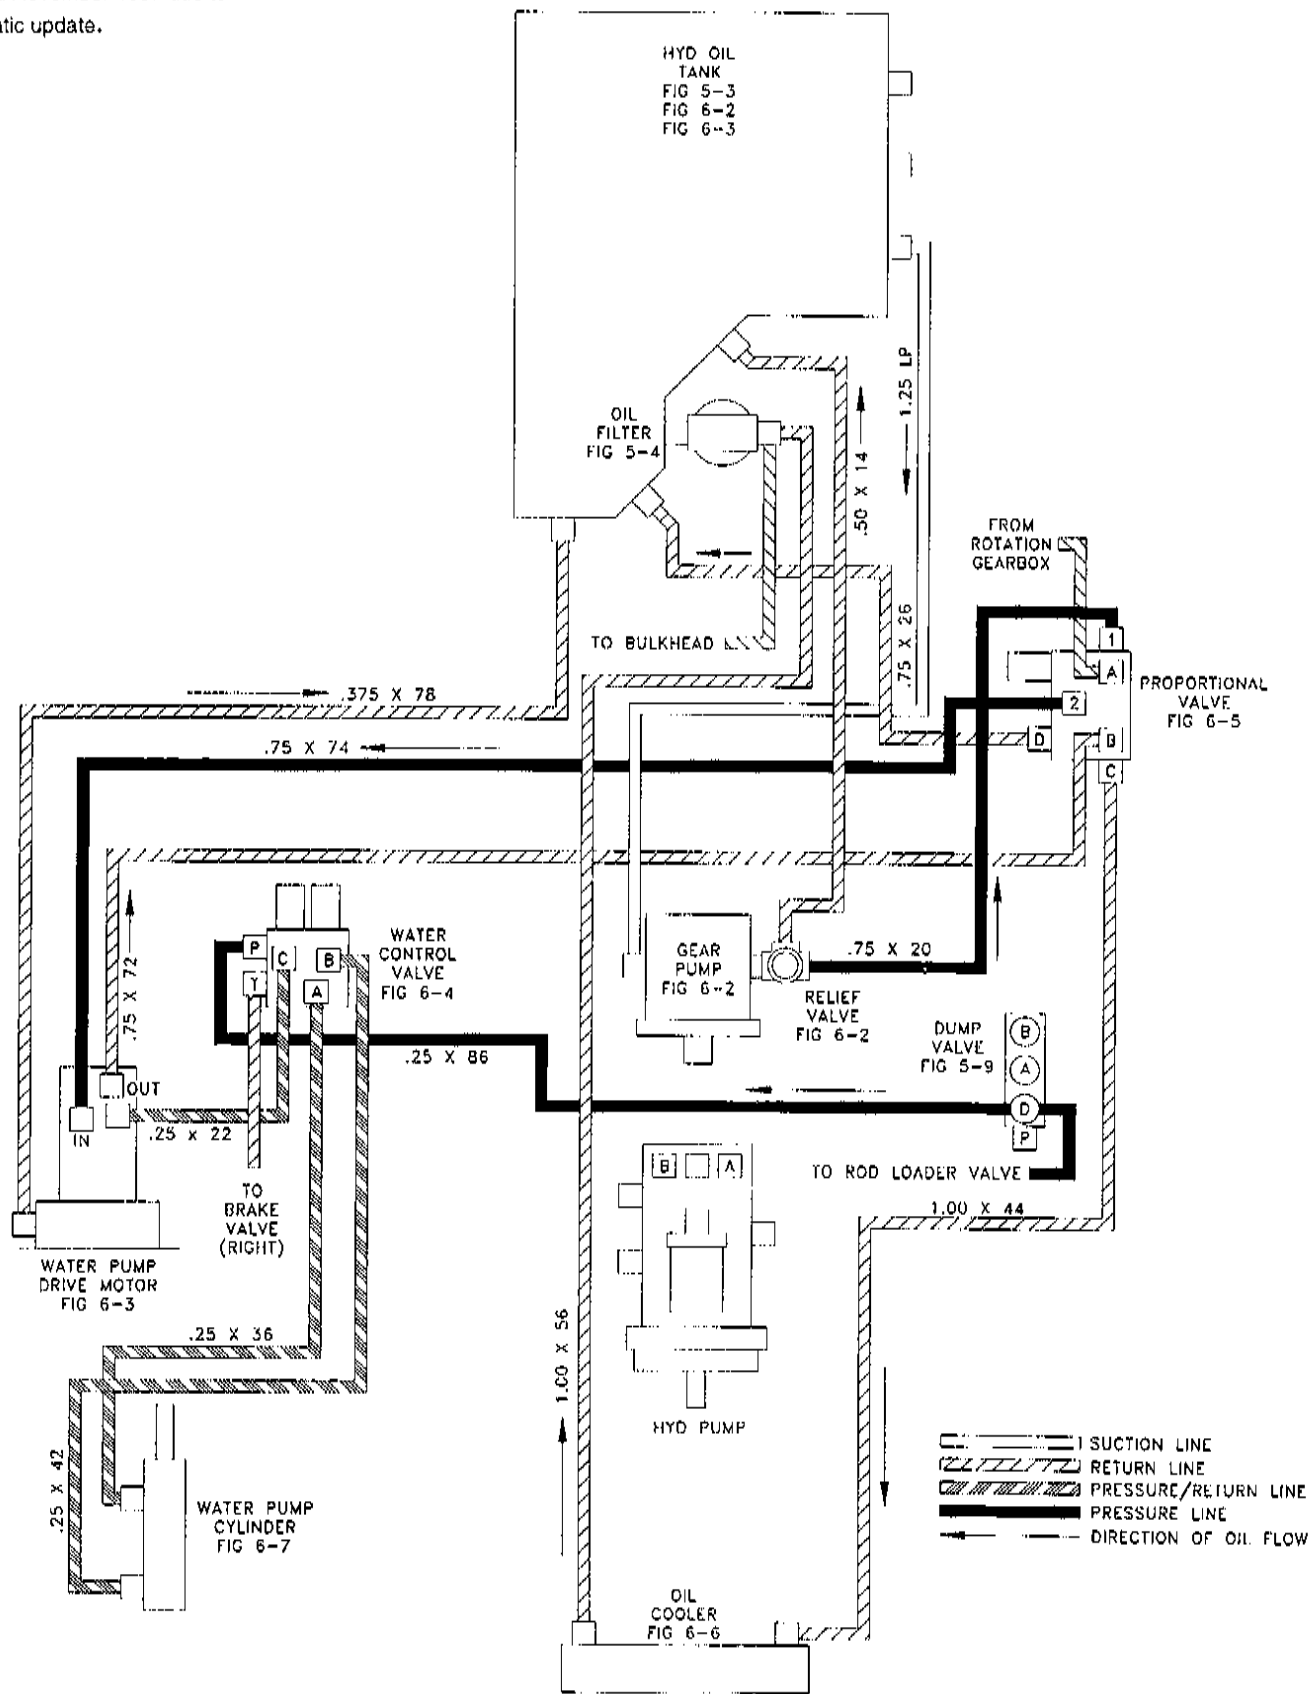 tic update.
HYD OIL
TANK
FIG 5-3
FIG 6-2
FIG 6-3
1.25 LP
OIL
FILTER
FIG 5-4
.50 X 14
FROM
ROTATION
GEARBOX
TO BULKHEAD
.75 X 26
1
A
2
D
B
C
PROPORTIONAL
VALVE
FIG 6-5
.375 X 78
.75 X 74
.75 X 72
P
C
B
Y
A
WATER
CONTROL
VALVE
FIG 6-4
GEAR
PUMP
FIG 6-2
.75 X 20
RELIEF
VALVE
FIG 6-2
DUMP
VALVE
FIG 5-9
B
A
D
P
.25 X 86
OUT
IN
.25 X 22
TO ROD LOADER VALVE
B
A
1.00 X 44
TO
BRAKE
VALVE
(RIGHT)
WATER PUMP
DRIVE MOTOR
FIG 6-3
.25 X 36
1.00 X 56
HYD PUMP
.25 X 42
WATER PUMP
CYLINDER
FIG 6-7
SUCTION LINE
RETURN LINE
PRESSURE/RETURN LINE
PRESSURE LINE
DIRECTION OF OIL FLOW
OIL
COOLER
FIG 6-6